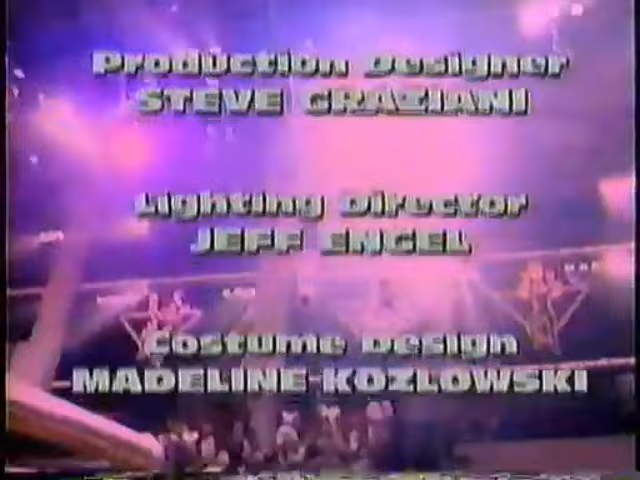 Production Designer
STEVE GRAZIANI
Lighting Director
JEFF ENGEL
Costume Design
MADELINE KOZLOWSKI